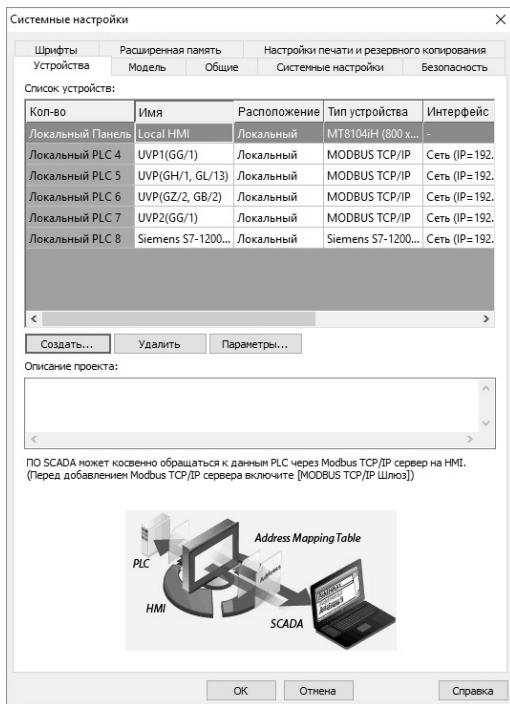 Системные настройки
Шрифты Расширенная память Настройки печати и резервного копирования
Устройства Модель Общие Системные настройки Безопасность
Список устройств:
Кол-во Имя Расположение Тип устройства Интерфейс
Локальный Панель Local HMI Локальный MT8104iH (800 x... -
Локальный PLC 4 UVP1(GG/1) Локальный MODBUS TCP/IP Сеть (IP=192.
Локальный PLC 5 UVP(GH/1, GL/13) Локальный MODBUS TCP/IP Сеть (IP=192.
Локальный PLC 6 UVP(GZ/2, GB/2) Локальный MODBUS TCP/IP Сеть (IP=192.
Локальный PLC 7 UVP2(GG/1) Локальный MODBUS TCP/IP Сеть (IP=192.
Локальный PLC 8 Siemens S7-1200... Локальный Siemens S7-1200... Сеть (IP=192.
Создать... Удалить Параметры...
Описание проекта:
ПО SCADA может косвенно обращаться к данным PLC через Modbus TCP/IP сервер на HMI.
(Перед добавлением Modbus TCP/IP сервера включите [MODBUS TCP/IP Шлюз])
Address Mapping Table
PLC
Address
HMI
SCADA
OK Отмена Справка